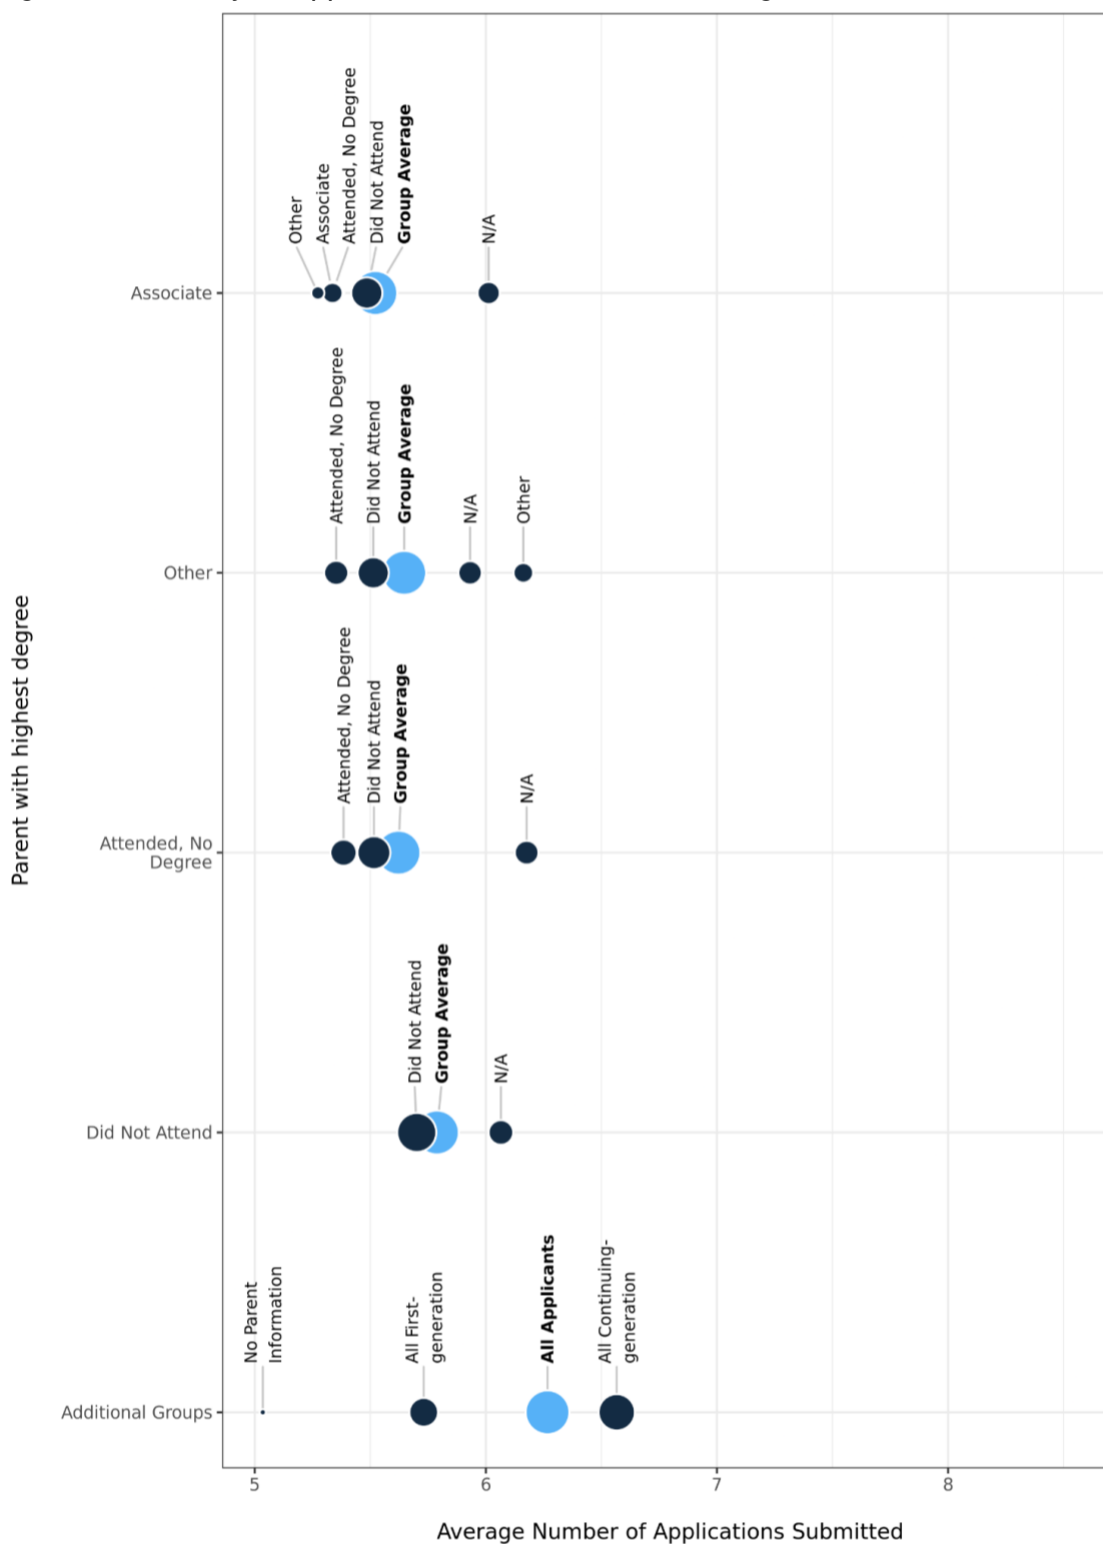 Other
Associate
Attended, No Degree
Did Not Attend
Group Average
N/A
Associate
Attended, No Degree
Did Not Attend
Group Average
N/A
Other
Other
Attended, No Degree
Did Not Attend
Group Average
N/A
Attended, No
Degree
Did Not Attend
Group Average
N/A
Did Not Attend
No Parent
Information
All First-
generation
All Applicants
All Continuing-
generation
Additional Groups
5
6
7
8
Parent with highest degree
Average Number of Applications Submitted